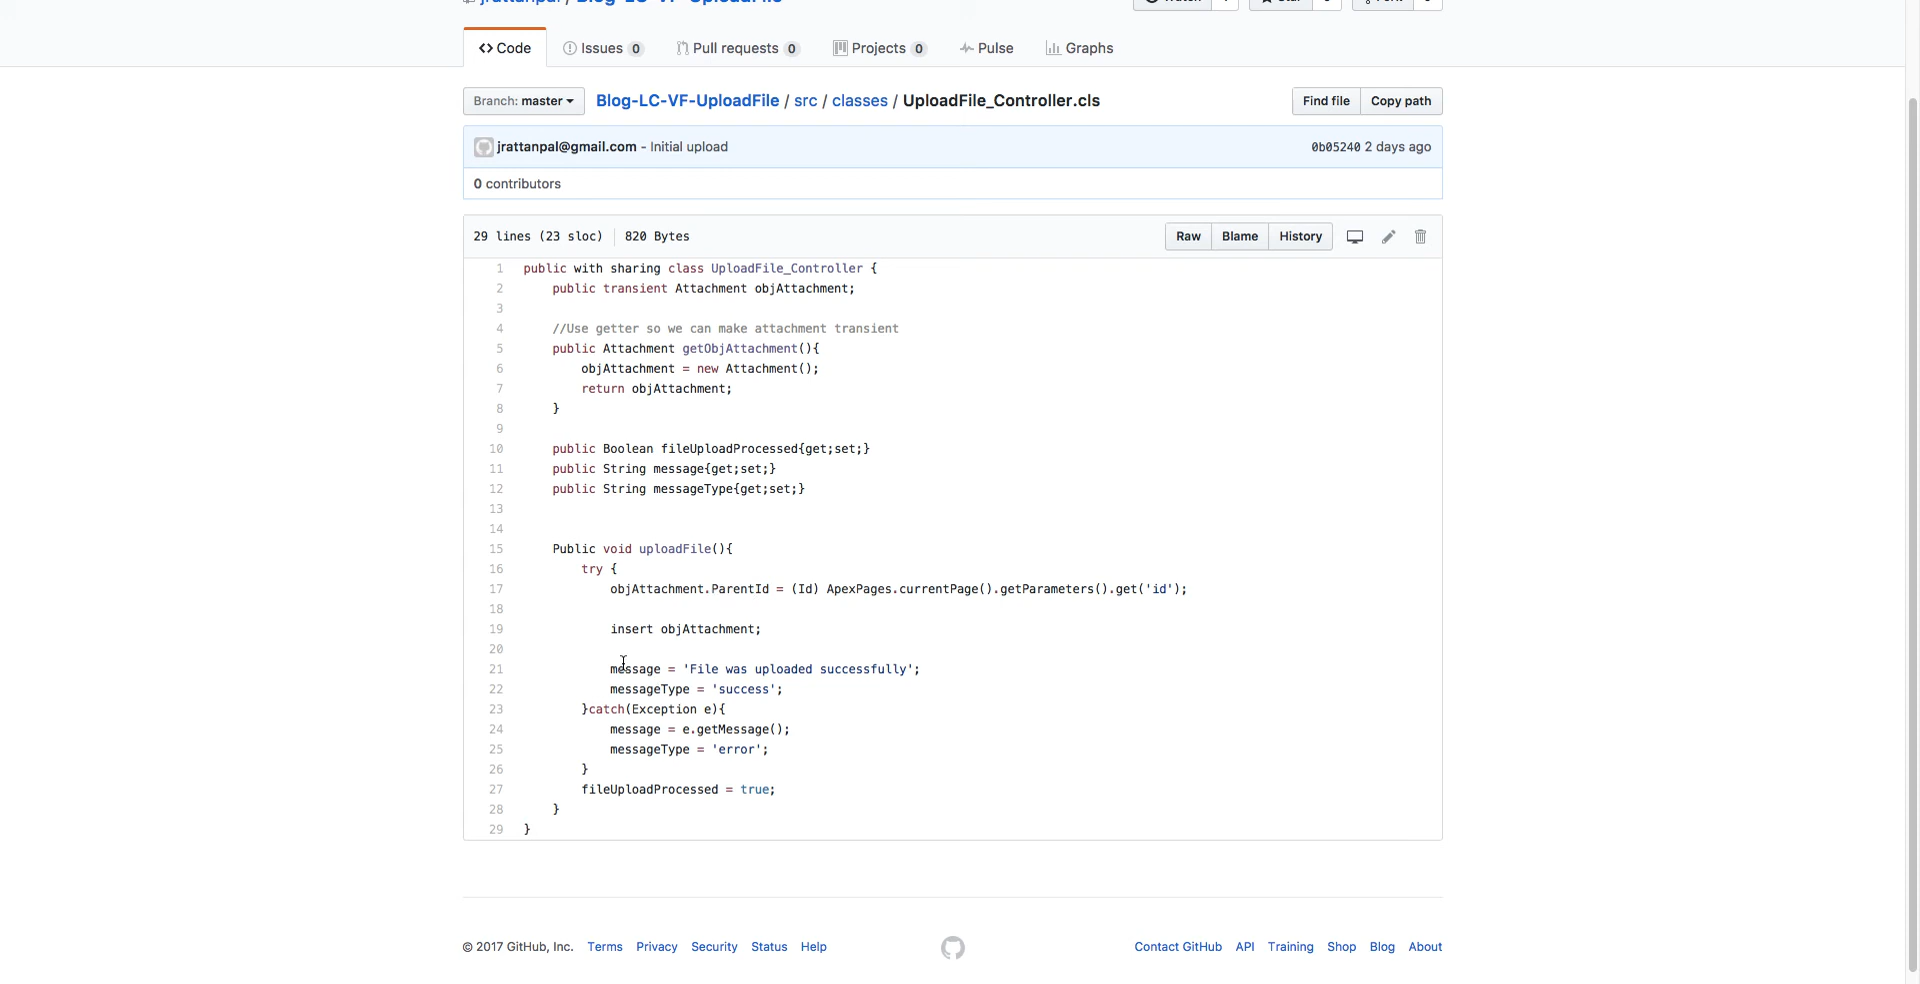 Code Issues 0 Pull requests 0 Projects 0 Pulse Graphs
Branch: master Blog-LC-VF-UploadFile / src / classes / UploadFile_Controller.cls Find file Copy path
jrattanpal@gmail.com - Initial upload 0b05240 2 days ago
0 contributors
29 lines (23 sloc) 820 Bytes Raw Blame History
1 public with sharing class UploadFile_Controller {
2 public transient Attachment objAttachment;
3
4 //Use getter so we can make attachment transient
5 public Attachment getObjAttachment(){
6 objAttachment = new Attachment();
7 return objAttachment;
8 }
9
10 public Boolean fileUploadProcessed{get;set;}
11 public String message{get;set;}
12 public String messageType{get;set;}
13
14
15 Public void uploadFile(){
16 try {
17 objAttachment.ParentId = (Id) ApexPages.currentPage().getParameters().get('id');
18
19 insert objAttachment;
20
21 message = 'File was uploaded successfully';
22 messageType = 'success';
23 }catch(Exception e){
24 message = e.getMessage();
25 messageType = 'error';
26 }
27 fileUploadProcessed = true;
28 }
29 }
© 2017 GitHub, Inc. Terms Privacy Security Status Help Contact GitHub API Training Shop Blog About